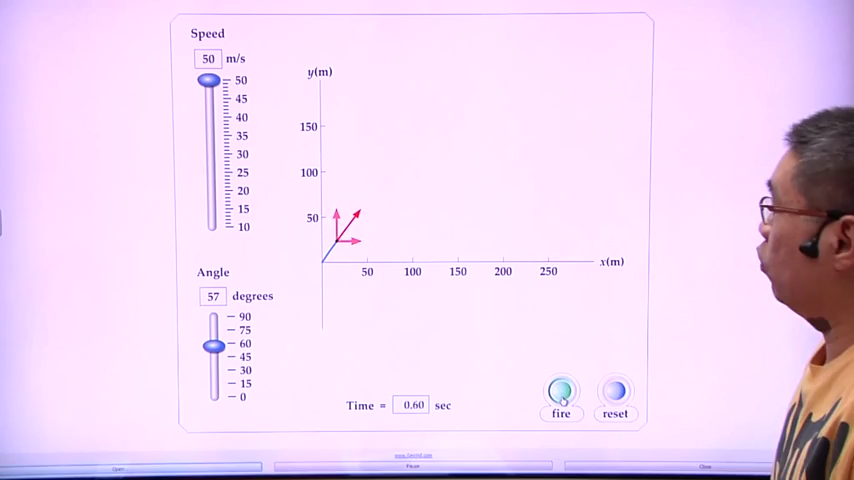 Speed
50 m/s
50
45
40
35
30
25
20
15
10
y(m)
150
100
50
50 100 150 200 250
x(m)
Angle
57 degrees
90
75
60
45
30
15
0
Time = 0.60 sec
fire reset
Open Pause Close